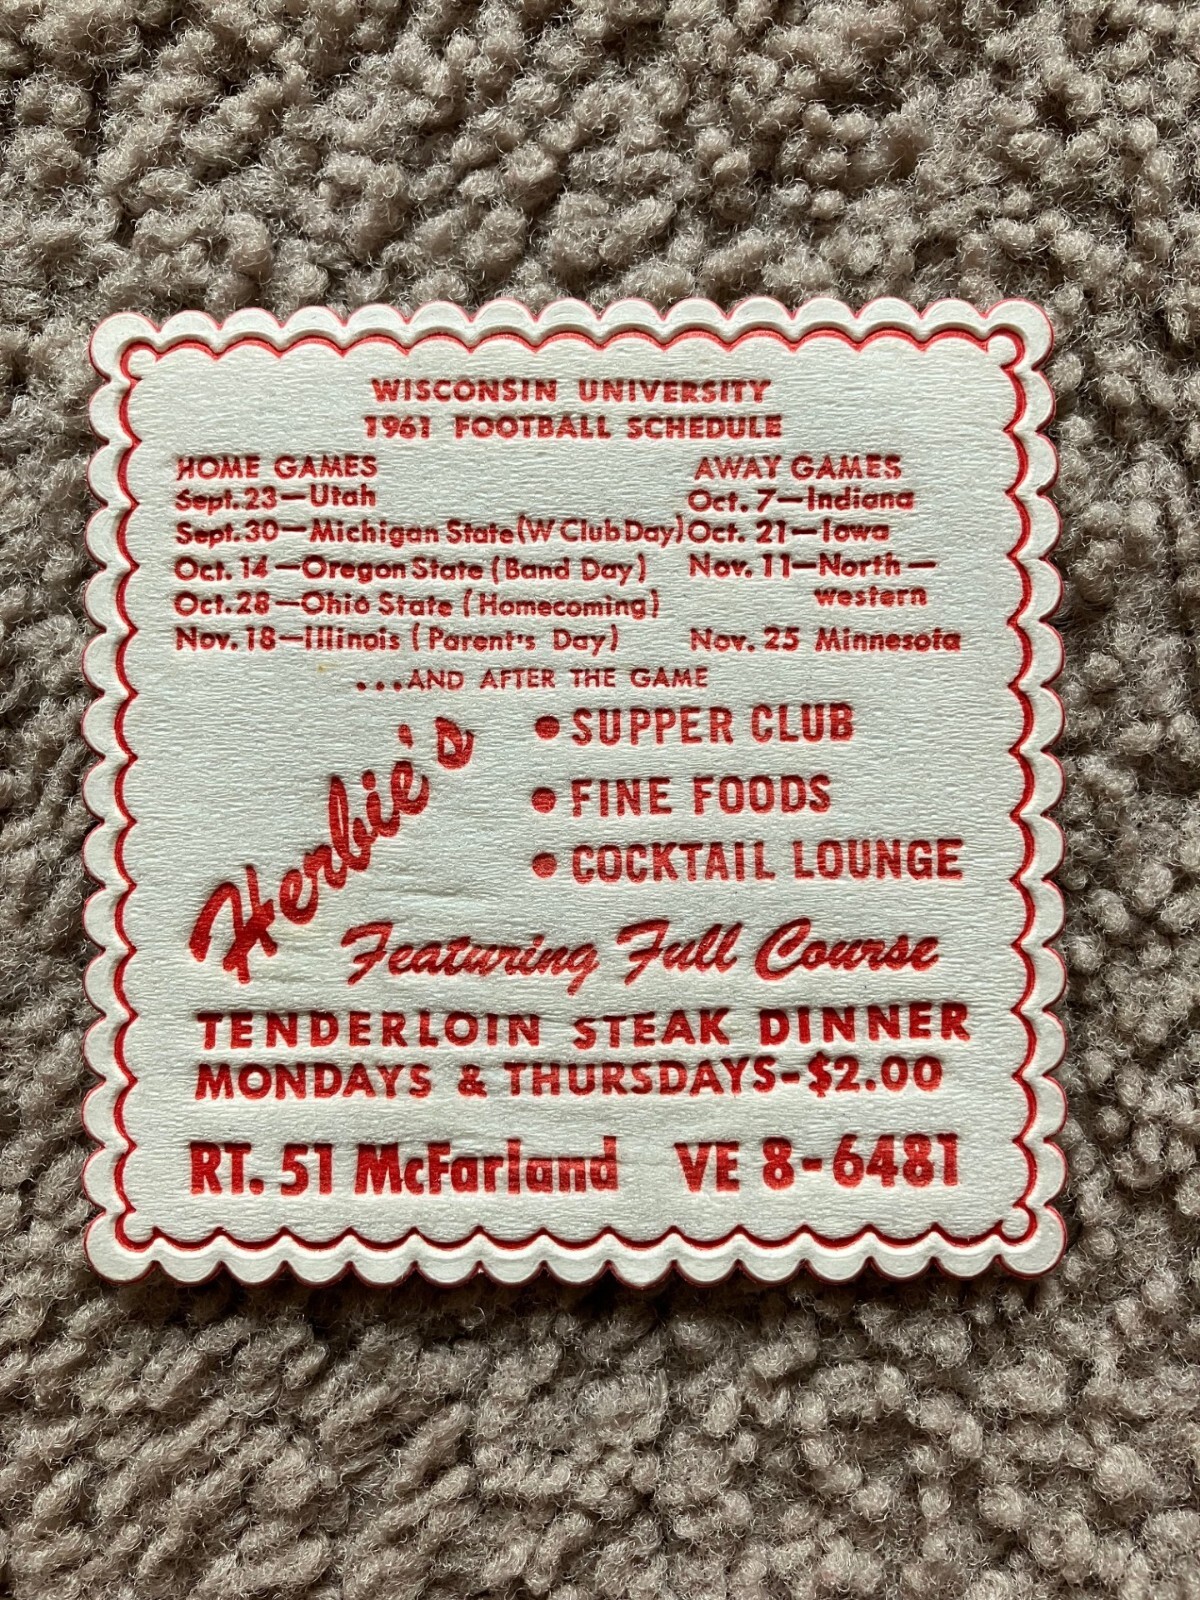 WISCONSIN UNIVERSITY
1961 FOOTBALL SCHEDULE
HOME GAMES
Sept. 23—Utah
Sept. 30—Michigan State (W Club Day)
Oct. 14—Oregon State (Band Day)
Oct. 28—Ohio State (Homecoming)
Nov. 18—Illinois (Parent's Day)
AWAY GAMES
Oct. 7—Indiana
Oct. 21—Iowa
Nov. 11—North—
western
Nov. 25 Minnesota
...AND AFTER THE GAME
Herbie's
• SUPPER CLUB
• FINE FOODS
• COCKTAIL LOUNGE
Featuring Full Course
TENDERLOIN STEAK DINNER
MONDAYS & THURSDAYS-$2.00
RT. 51 McFarland VE 8-6481